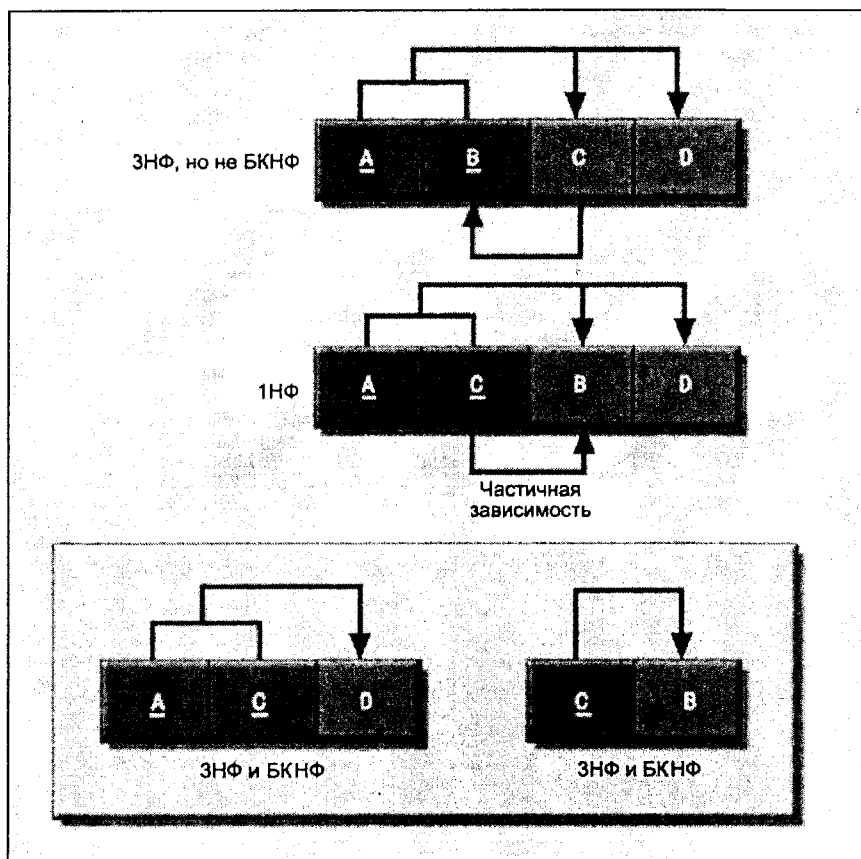 3НФ, но не БКНФ
A B C D
1НФ
A C B D
Частичная
зависимость
A C D
C B
3НФ и БКНФ
3НФ и БКНФ